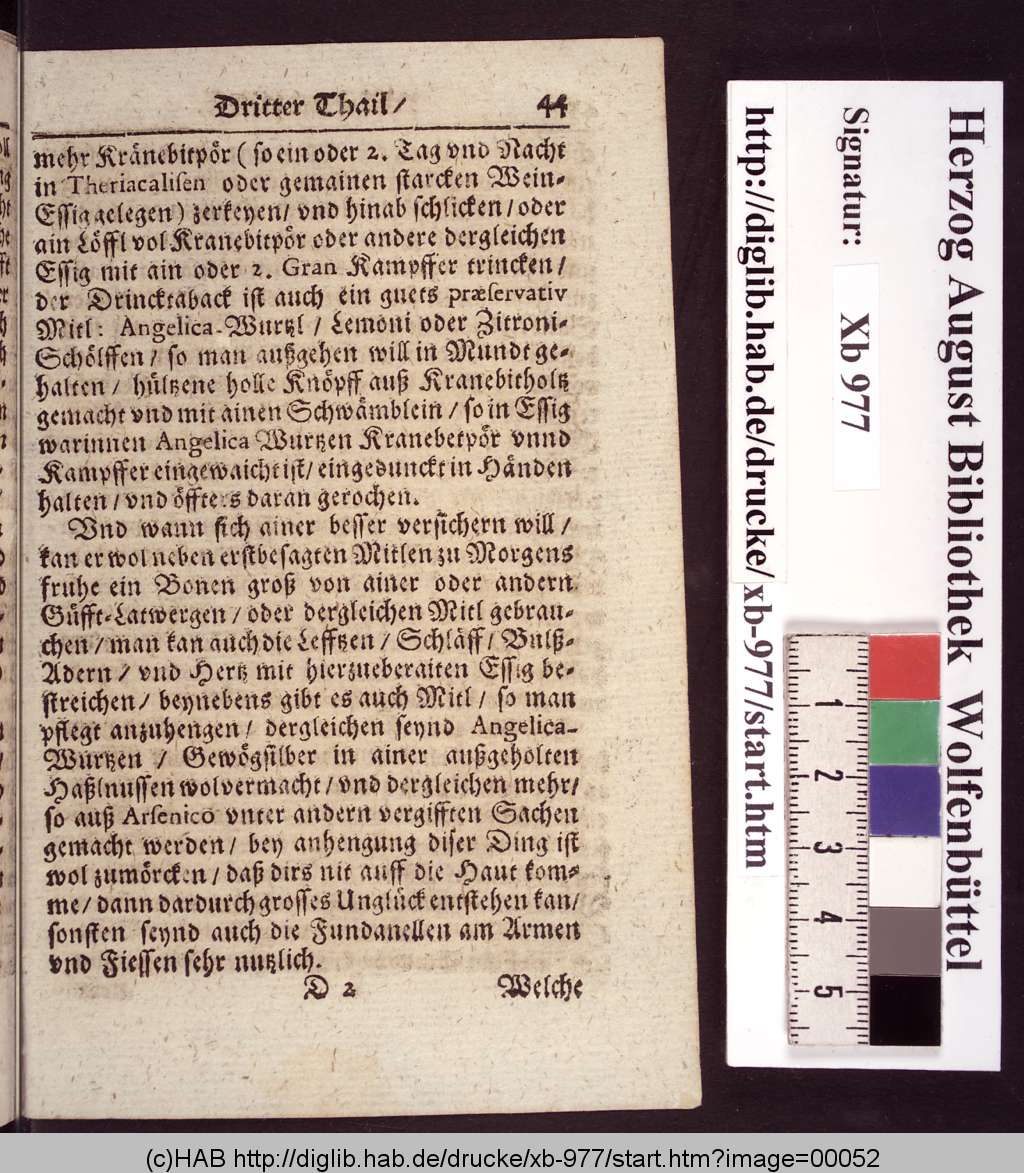 Dritter Thail/ 44
mehr Kränebitpör ( so ein oder 2. Tag vnd Nacht
in Theriacalisen oder gemainen starcken Wein-
Essig gelegen) zerkeyen/ vnd hinab schlicken/ oder
ain Löffl vol Kranebitpör oder andere dergleichen
Essig mit ain oder 2. Gran Kampffer trincken/
der Drincktaback ist auch ein guets præservativ
Mitl: Angelica-Wurtzl / Lemoni oder Zitroni-
Schölffen/ so man außgehen will in Mundt ge-
halten/ hültzene holle Knöpff auß Kranebitholtz
gemacht vnd mit ainen Schwämblein / so in Essig
warinnen Angelica Wurtzen Kranebetpör vnnd
Kampffer eingewaicht ist/ eingedunckt in Händen
halten/ vnd öffters daran gerochen.
Vnd wann sich ainer besser versichern will/
kan er wol neben erstbesagten Mitlen zu Morgens
fruhe ein Bonen groß von ainer oder andern
Güfft-Latwergen/ oder dergleichen Mitl gebrau-
chen/ man kan auch die Lefftzen/ Schläff/ Bulß-
Adern/ vnd Hertz mit hierzueberaiten Essig be-
streichen/ beynebens gibt es auch Mitl/ so man
pflegt anzuhengen/ dergleichen seynd Angelica-
Wurtzen / Gewögsilber in ainer außgeholten
Haßlnussen wolvermacht/ vnd dergleichen mehr/
so auß Arsenico vnter andern vergifften Sachen
gemacht werden/ bey anhengung diser Ding ist
wol zumörcken/ daß dirs nit auff die Haut kom-
me/ dann dardurch grosses Unglück entstehen kan/
sonsten seynd auch die Fundanellen am Armen
vnd Fiessen sehr nutzlich.
D 2 Welche
Herzog August Bibliothek Wolfenbüttel
Signatur: Xb 977
http://diglib.hab.de/drucke/xb-977/start.htm
1
2
3
4
5
(c)HAB http://diglib.hab.de/drucke/xb-977/start.htm?image=00052